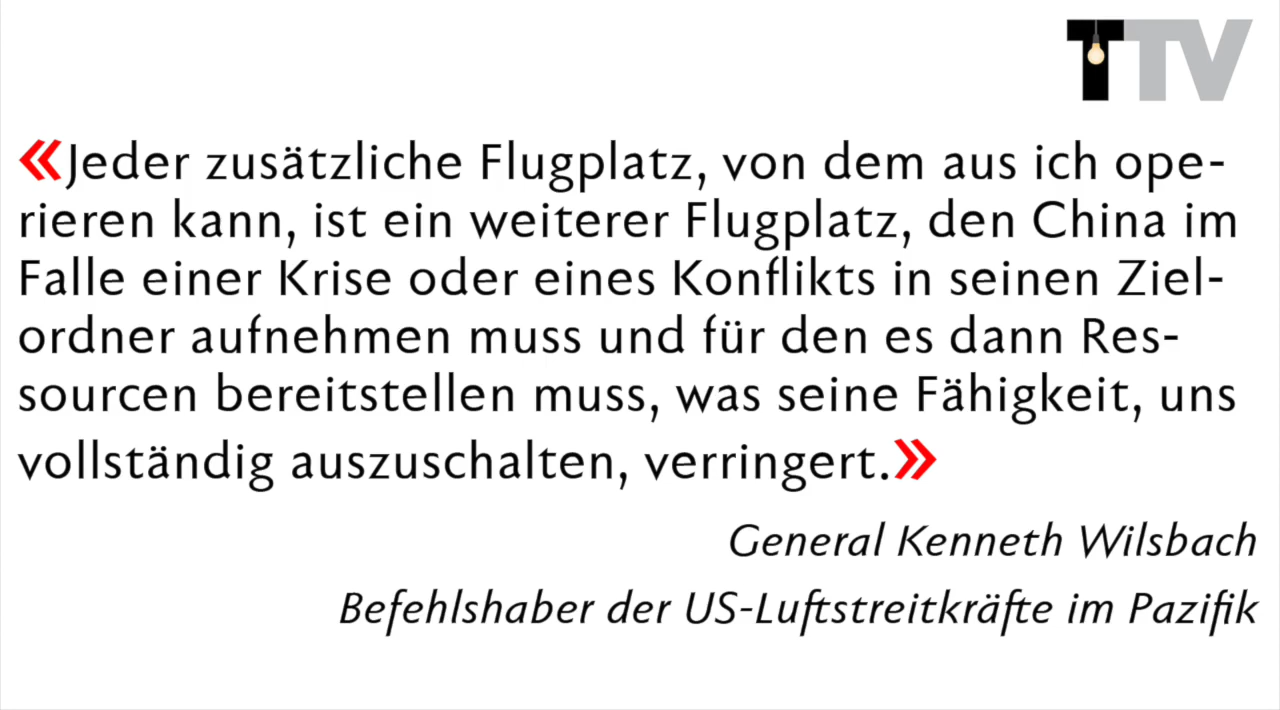 TTV
«Jeder zusätzliche Flugplatz, von dem aus ich ope-
rieren kann, ist ein weiterer Flugplatz, den China im
Falle einer Krise oder eines Konflikts in seinen Ziel-
ordner aufnehmen muss und für den es dann Res-
sourcen bereitstellen muss, was seine Fähigkeit, uns
vollständig auszuschalten, verringert.»
General Kenneth Wilsbach
Befehlshaber der US-Luftstreitkräfte im Pazifik